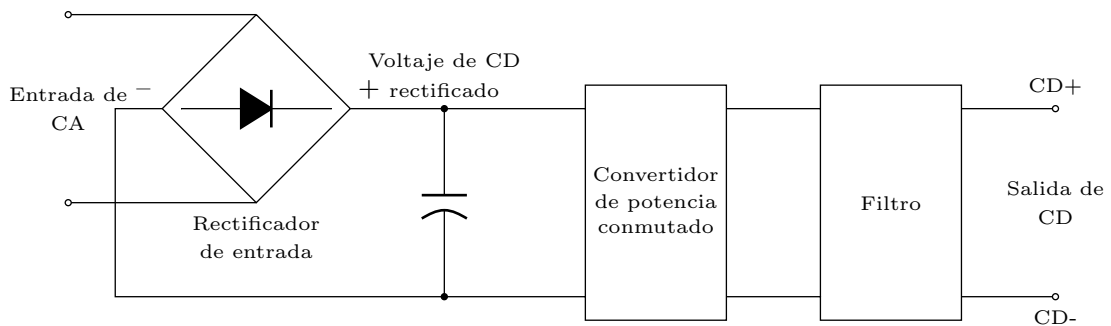 Entrada de
CA
−
+
Rectificador
de entrada
Voltaje de CD
rectificado
Convertidor
de potencia
conmutado
Filtro
CD+
Salida de
CD
CD-